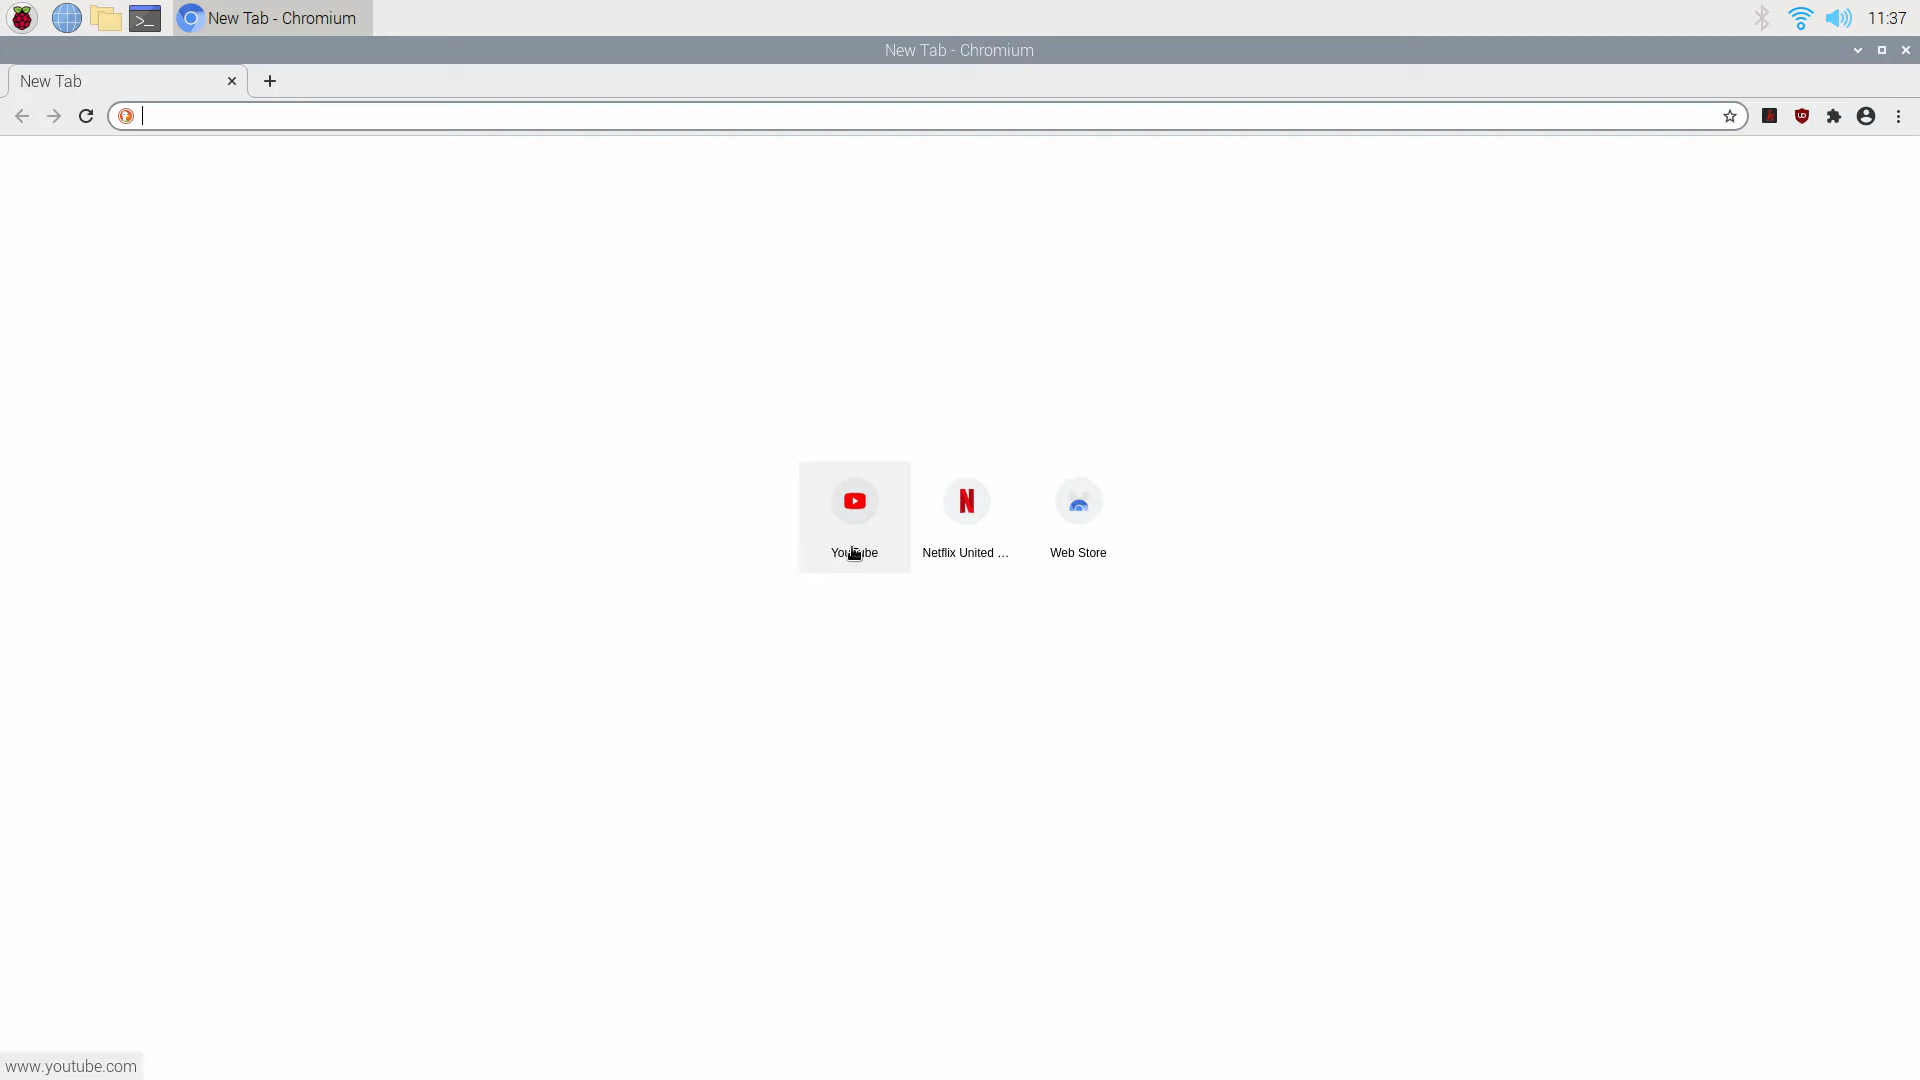 New Tab - Chromium
11:37
New Tab - Chromium
New Tab
YouTube
Netflix United ...
Web Store
www.youtube.com